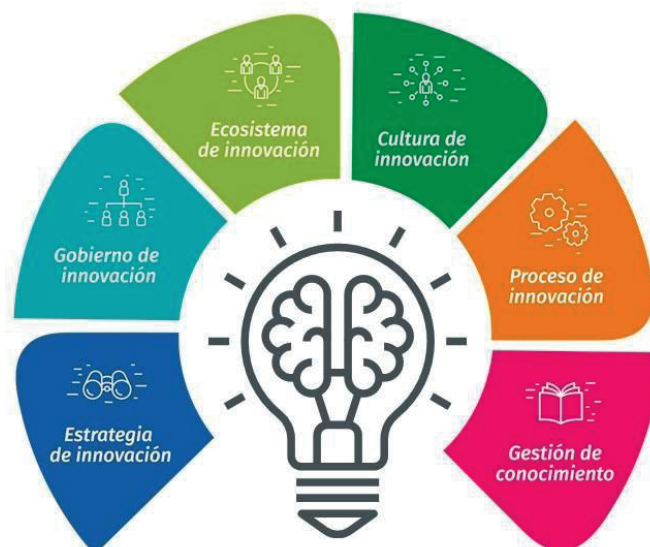 Estrategia
de innovación
Gobierno de
innovación
Ecosistema
de innovación
Cultura de
innovación
Proceso de
innovación
Gestión de
conocimiento